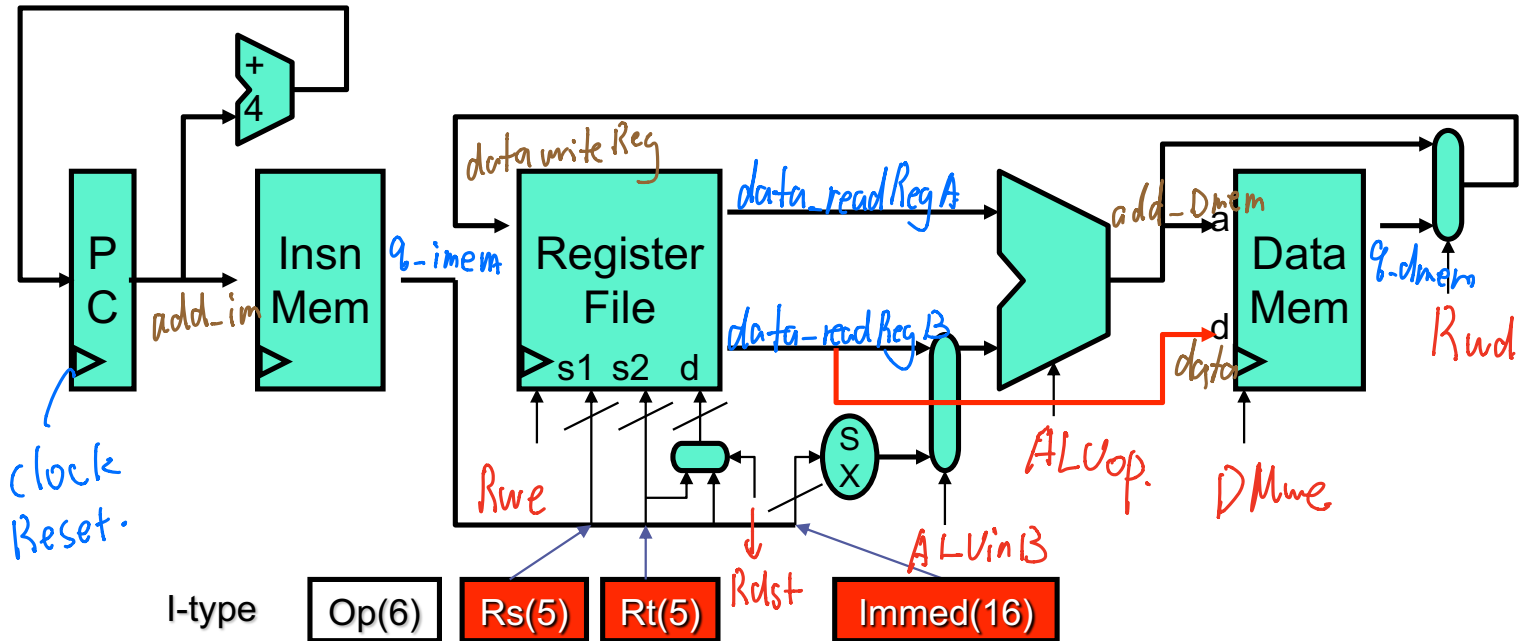 +
4
P
C
add_im
Insn
Mem
q_imem
datawriteReg
Register
File
s1 s2 d
data_readRegA
data_readRegB
S
X
add_Dmem
a
d
data
Data
Mem
q_dmem
Rwd
clock
Reset.
Rwe
Rdst
ALUinB
ALUop.
DMwe
I-type
Op(6)
Rs(5)
Rt(5)
Immed(16)